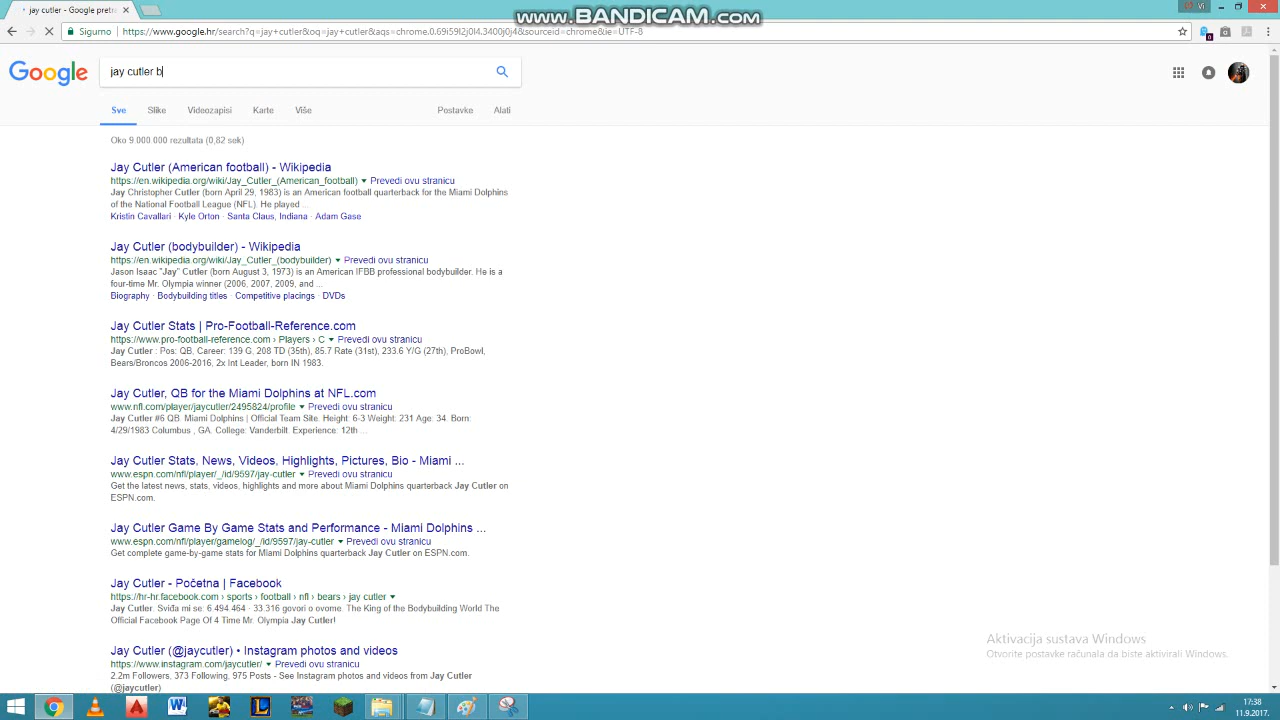 www.BANDICAM.com
jay cutler - Google pretra
Vi
Sigurno
https://www.google.hr/search?q=jay+cutler&oq=jay+cutler&aqs=chrome.0.69i59l2j0l4.3400j0j4&sourceid=chrome&ie=UTF-8
Google
jay cutler b
Sve Slike Videozapisi Karte Više Postavke Alati
Oko 9.000.000 rezultata (0,82 sek)
Jay Cutler (American football) - Wikipedia
https://en.wikipedia.org/wiki/Jay_Cutler_(American_football) Prevedi ovu stranicu
Jay Christopher Cutler (born April 29, 1983) is an American football quarterback for the Miami Dolphins
of the National Football League (NFL). He played ...
Kristin Cavallari · Kyle Orton · Santa Claus, Indiana · Adam Gase
Jay Cutler (bodybuilder) - Wikipedia
https://en.wikipedia.org/wiki/Jay_Cutler_(bodybuilder) Prevedi ovu stranicu
Jason Isaac "Jay" Cutler (born August 3, 1973) is an American IFBB professional bodybuilder. He is a
four-time Mr. Olympia winner (2006, 2007, 2009, and ...
Biography · Bodybuilding titles · Competitive placings · DVDs
Jay Cutler Stats | Pro-Football-Reference.com
https://www.pro-football-reference.com › Players › C Prevedi ovu stranicu
Jay Cutler : Pos: QB, Career: 139 G, 208 TD (35th), 85.7 Rate (31st), 233.6 Y/G (27th), ProBowl,
Bears/Broncos 2006-2016, 2x Int Leader, born IN 1983.
Jay Cutler, QB for the Miami Dolphins at NFL.com
www.nfl.com/player/jaycutler/2495824/profile Prevedi ovu stranicu
Jay Cutler #6 QB. Miami Dolphins | Official Team Site. Height: 6-3 Weight: 231 Age: 34. Born:
4/29/1983 Columbus , GA. College: Vanderbilt. Experience: 12th ...
Jay Cutler Stats, News, Videos, Highlights, Pictures, Bio - Miami ...
www.espn.com/nfl/player/_/id/9597/jay-cutler Prevedi ovu stranicu
Get the latest news, stats, videos, highlights and more about Miami Dolphins quarterback Jay Cutler on
ESPN.com.
Jay Cutler Game By Game Stats and Performance - Miami Dolphins ...
www.espn.com/nfl/player/gamelog/_/id/9597/jay-cutler Prevedi ovu stranicu
Get complete game-by-game stats for Miami Dolphins quarterback Jay Cutler on ESPN.com.
Jay Cutler - Početna | Facebook
https://hr-hr.facebook.com › sports › football › nfl › bears › jay cutler
Jay Cutler. Sviđa mi se: 6.494.464 · 33.316 govori o ovome. The King of the Bodybuilding World The
Official Facebook Page Of 4 Time Mr. Olympia Jay Cutler!
Jay Cutler (@jaycutler) • Instagram photos and videos
https://www.instagram.com/jaycutler/ Prevedi ovu stranicu
2.2m Followers, 373 Following, 975 Posts - See Instagram photos and videos from Jay Cutler
(@jaycutler)
Aktivacija sustava Windows
Otvorite postavke računala da biste aktivirali Windows.
17:38
11.9.2017.